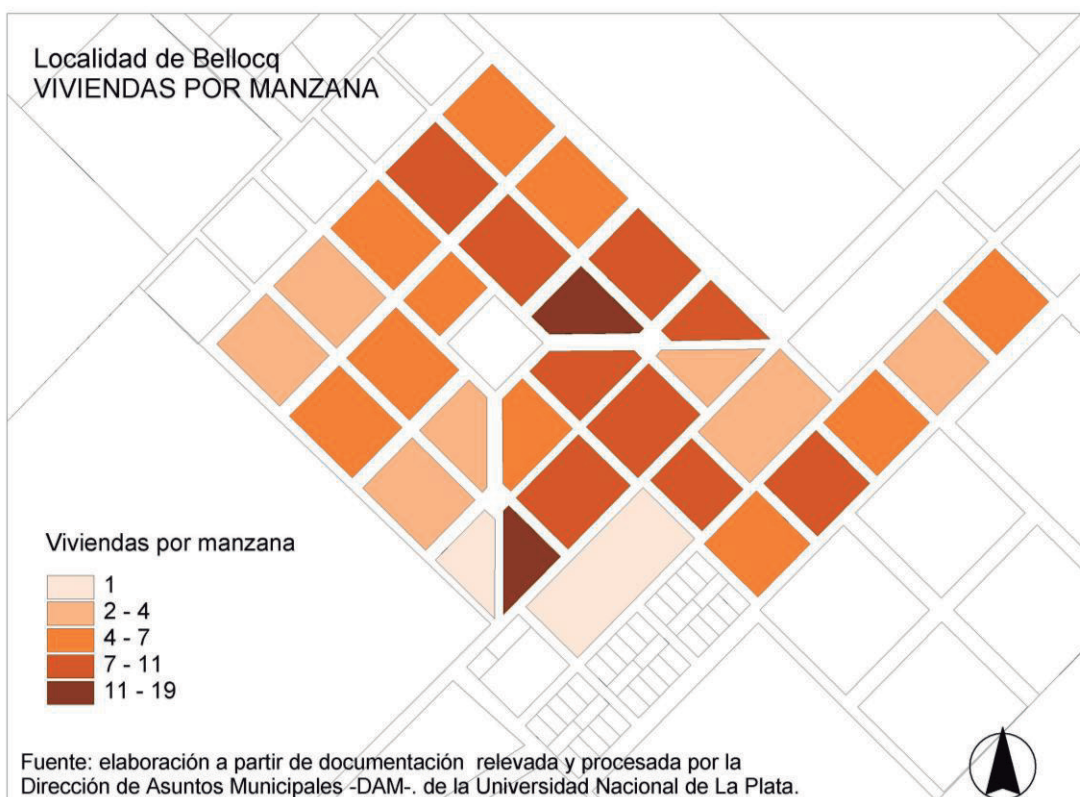 Localidad de Bellocq
VIVIENDAS POR MANZANA
Viviendas por manzana
1
2 - 4
4 - 7
7 - 11
11 - 19
Fuente: elaboración a partir de documentación relevada y procesada por la
Dirección de Asuntos Municipales -DAM-. de la Universidad Nacional de La Plata.